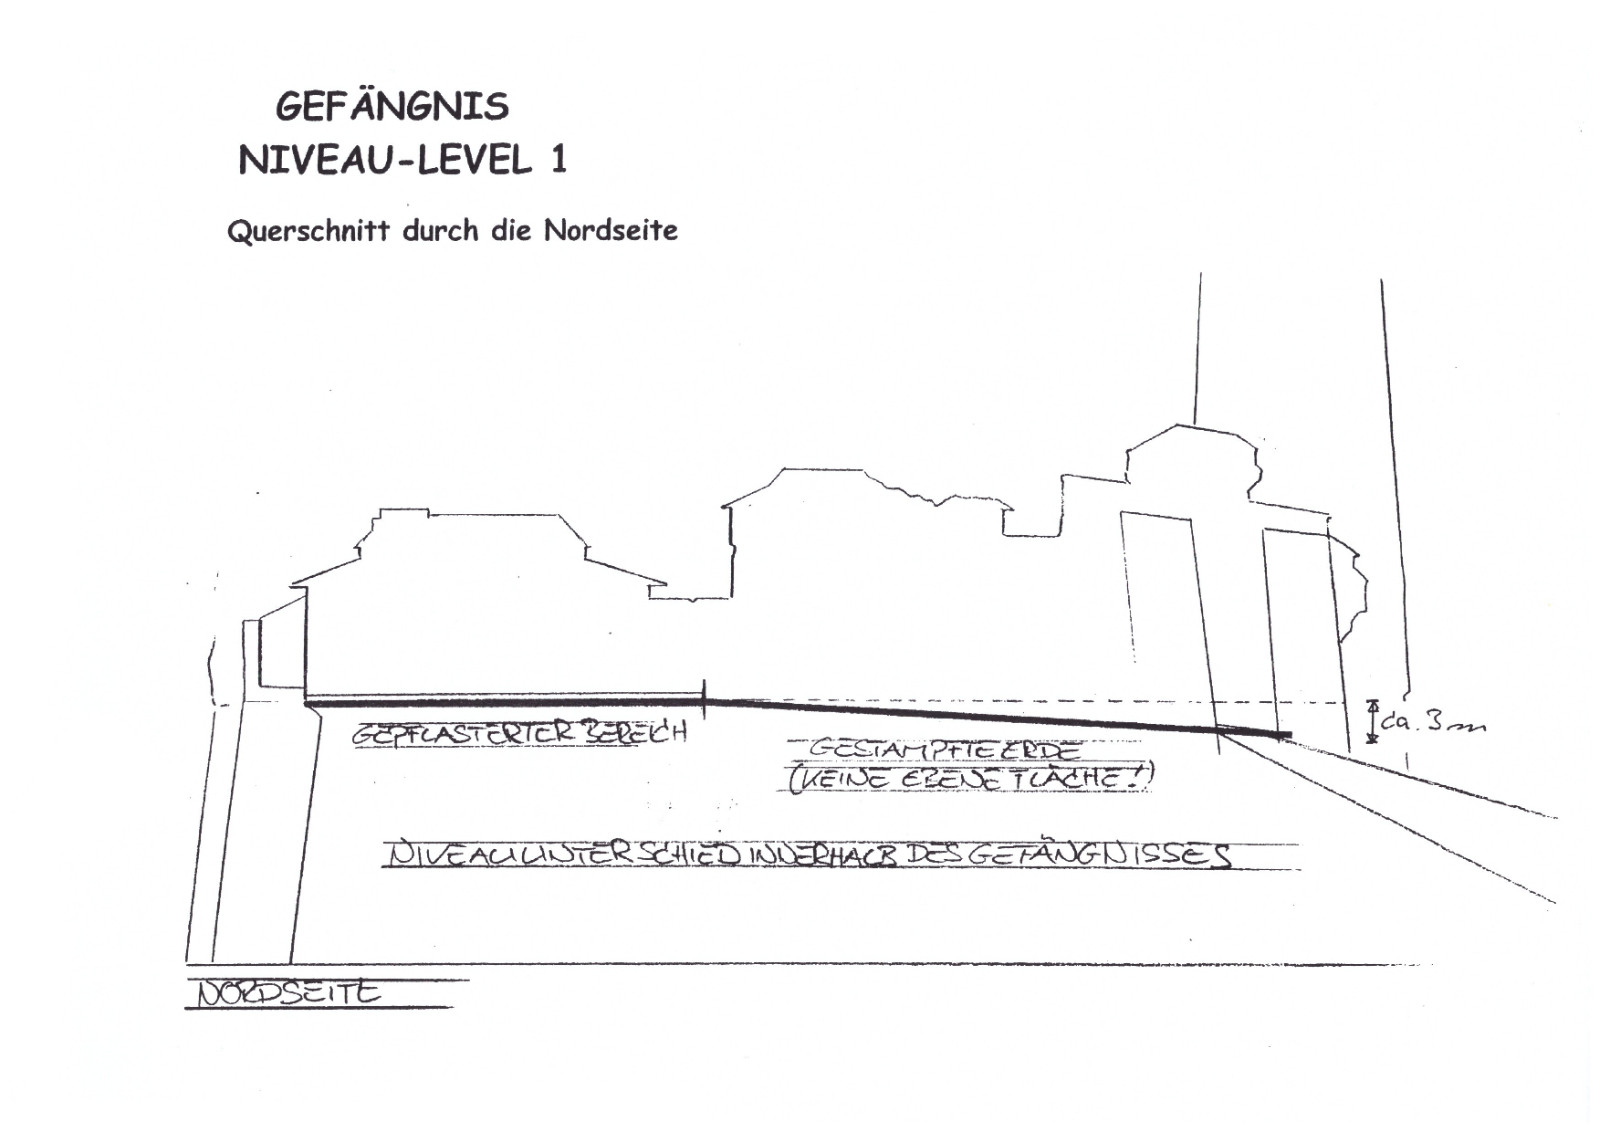 GEFÄNGNIS
NIVEAU-LEVEL 1
Querschnitt durch die Nordseite
ca. 3 m
GEPFLASTERTER BEREICH
GESTAMPFTE ERDE
(KEINE EBENE FLÄCHE!)
NIVEAUUNTERSCHIED INNERHALB DES GEFÄNGNISSES
NORDSEITE